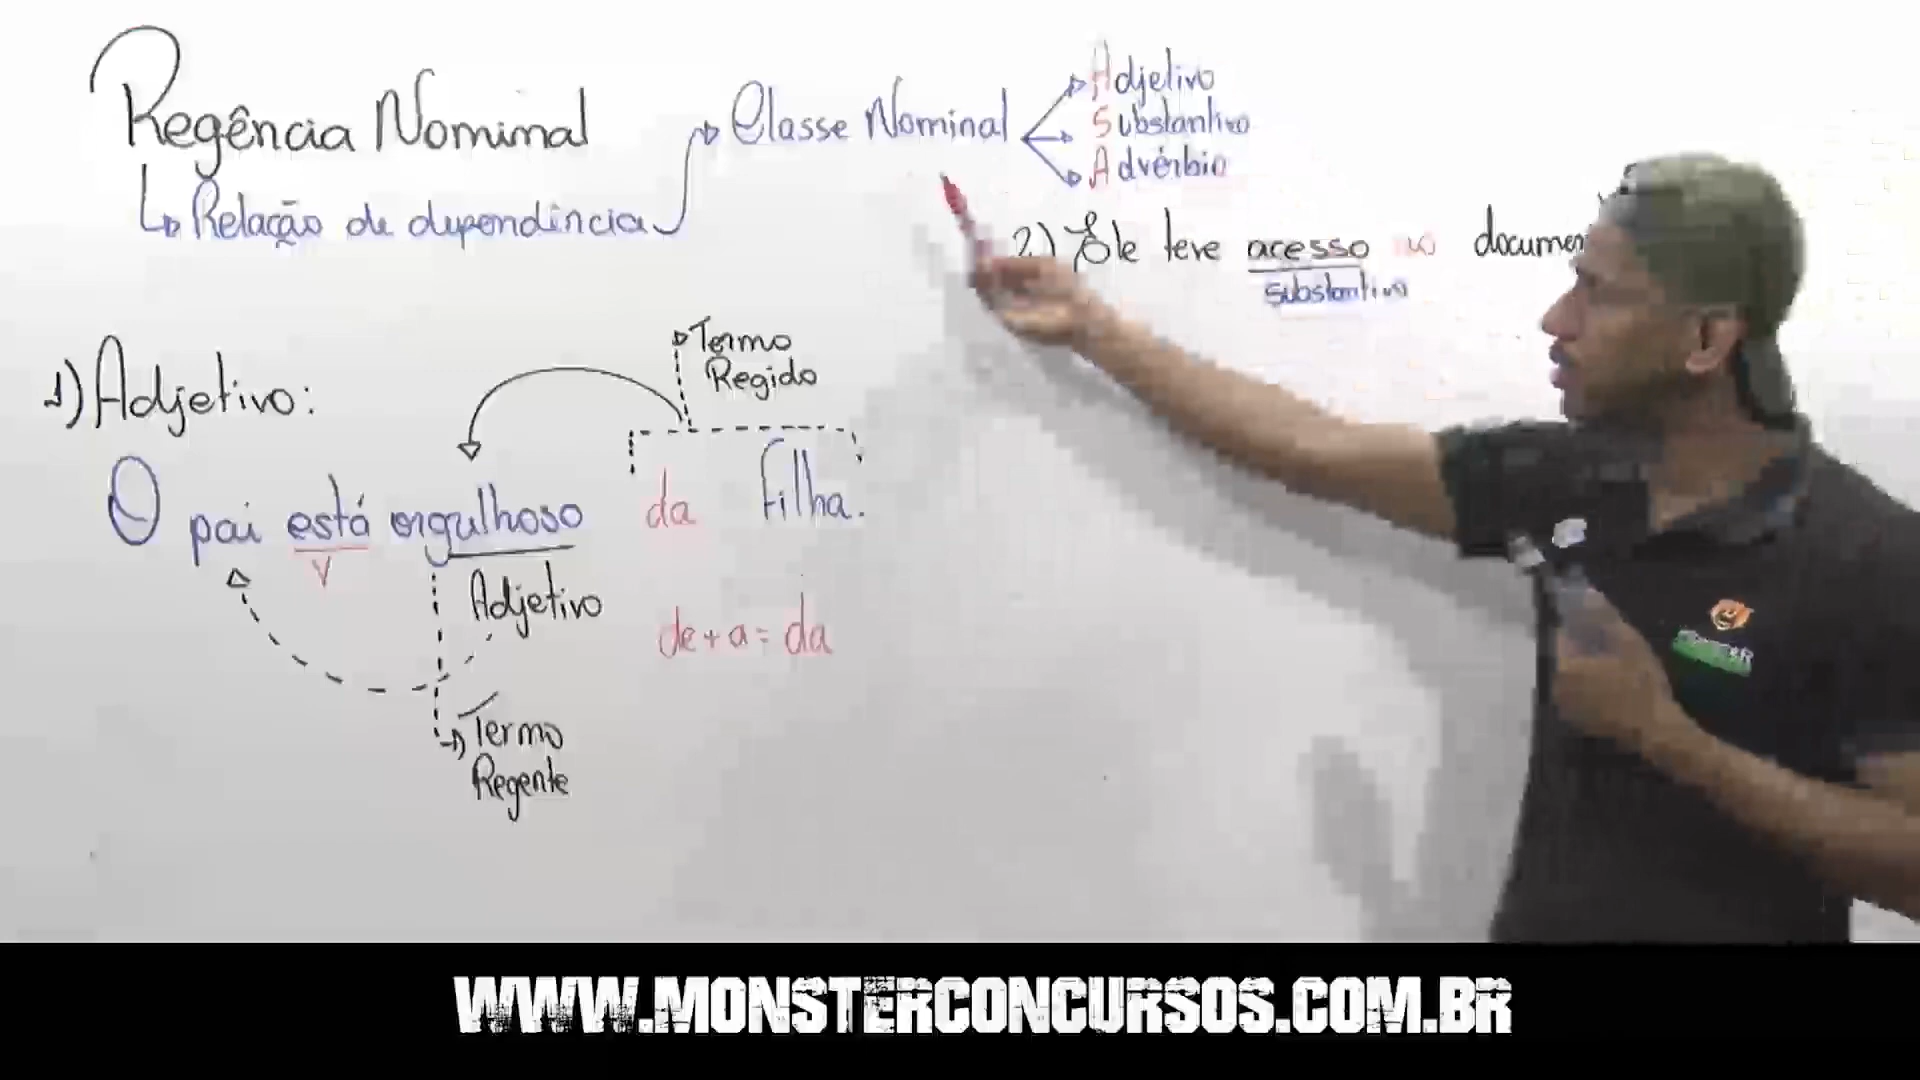 Regência Nominal
Relação de dependência
Classe Nominal
Adjetivo
Substantivo
Advérbio
2.) Ele teve acesso documen
substantivo
1) Adjetivo:
Termo
Regido
O pai está orgulhoso da filha.
V
Adjetivo
de + a = da
Termo
Regente
WWW.MONSTERCONCURSOS.COM.BR